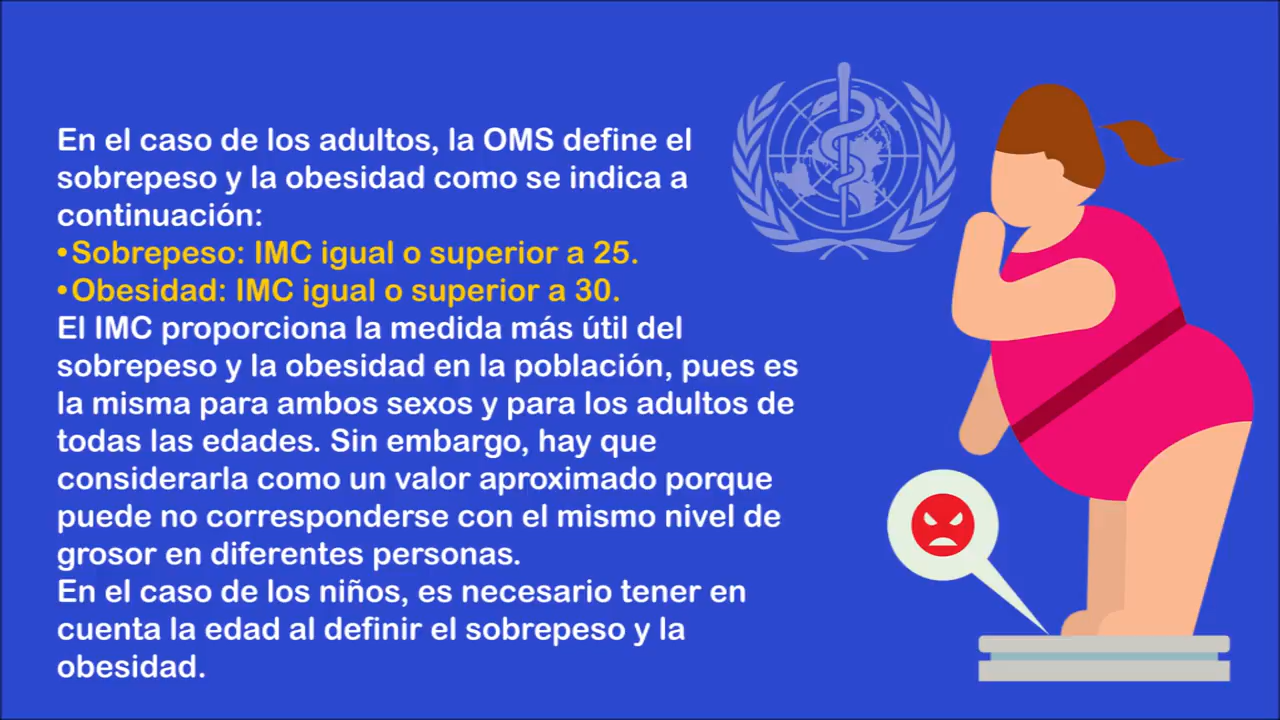 En el caso de los adultos, la OMS define el
sobrepeso y la obesidad como se indica a
continuación:
•Sobrepeso: IMC igual o superior a 25.
•Obesidad: IMC igual o superior a 30.
El IMC proporciona la medida más útil del
sobrepeso y la obesidad en la población, pues es
la misma para ambos sexos y para los adultos de
todas las edades. Sin embargo, hay que
considerarla como un valor aproximado porque
puede no corresponderse con el mismo nivel de
grosor en diferentes personas.
En el caso de los niños, es necesario tener en
cuenta la edad al definir el sobrepeso y la
obesidad.